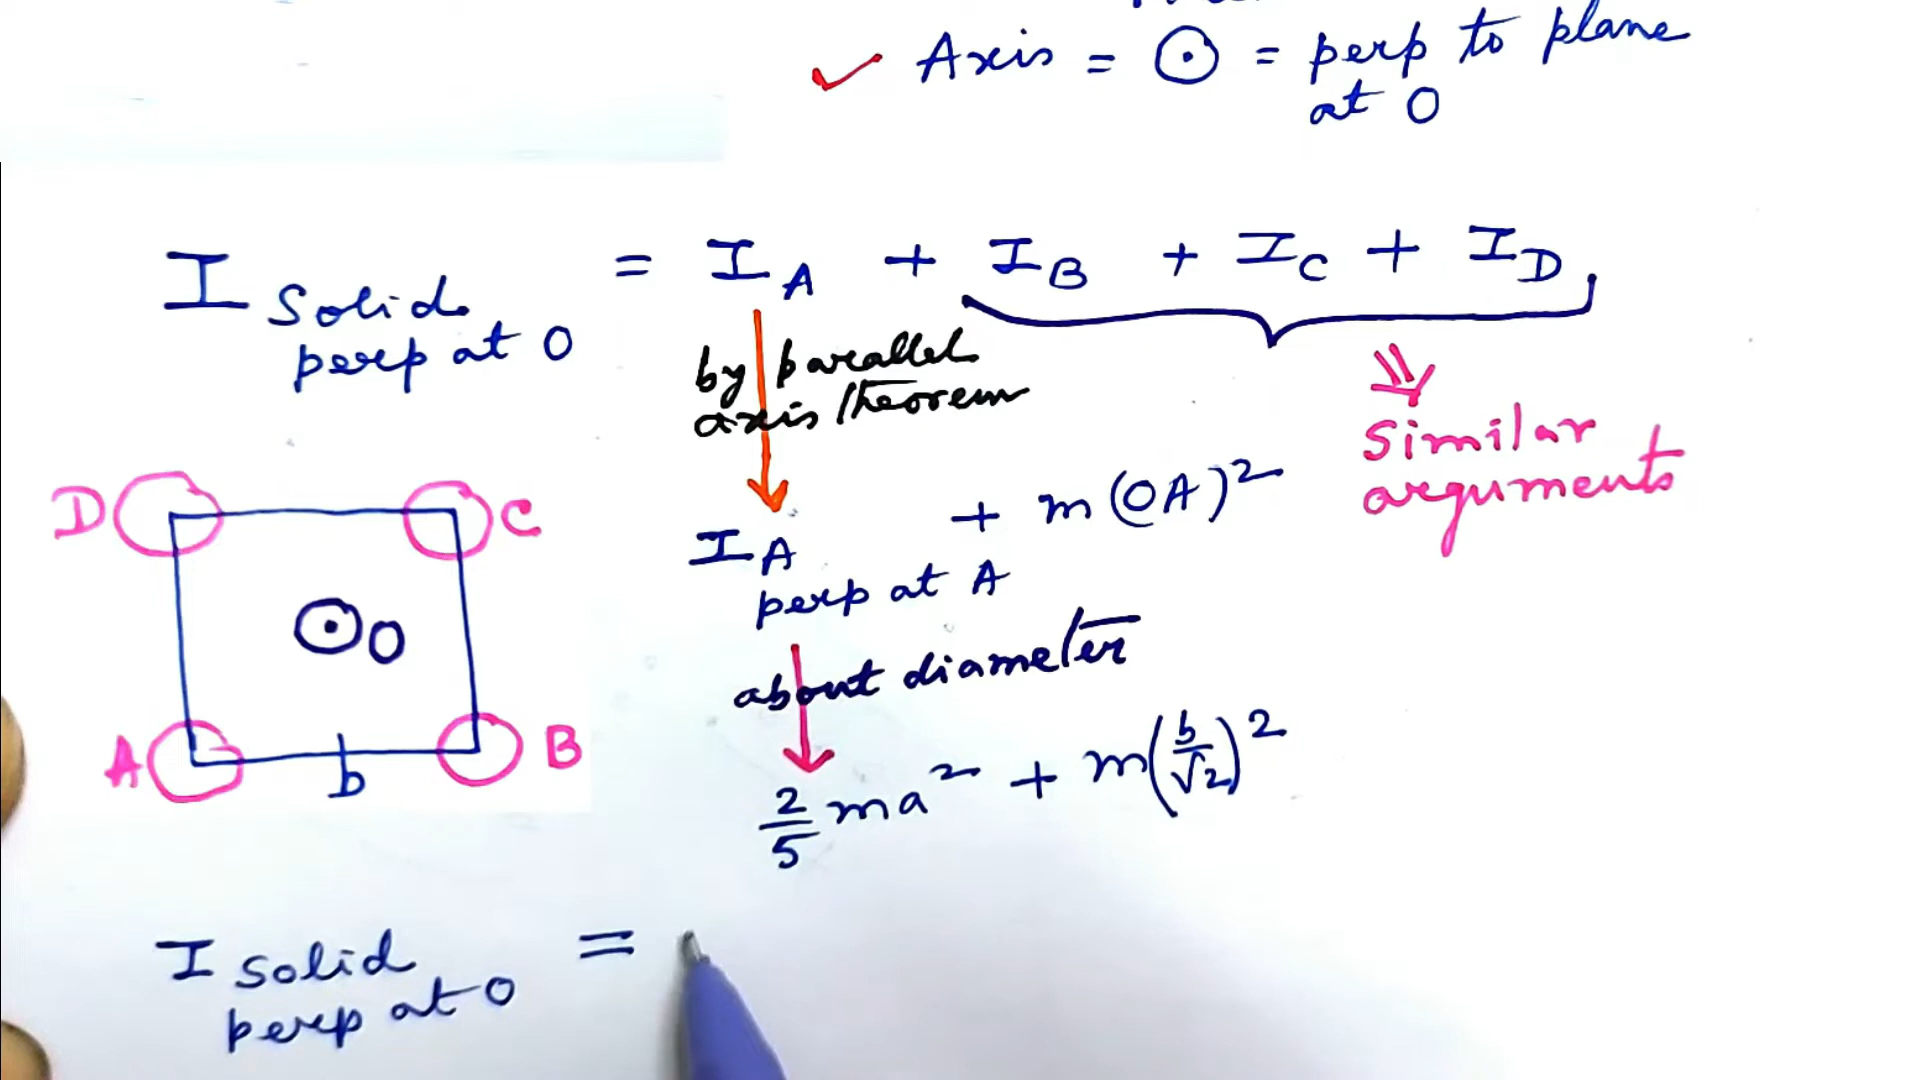 Axis = ⊙ = perp to plane
at O
I solid perp at O = I_A + I_B + I_C + I_D
by parallel
axis theorem
similar
arguments
I_A perp at A + m(OA)²
about diameter
2/5 ma² + m(b/√2)²
D C
O
A b B
I solid perp at O =